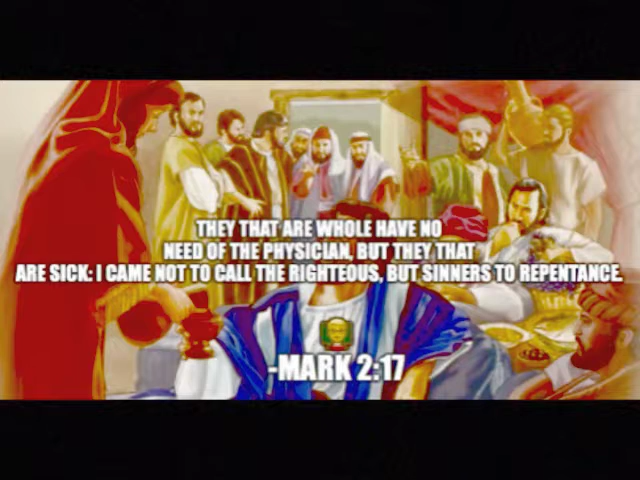 THEY THAT ARE WHOLE HAVE NO
NEED OF THE PHYSICIAN, BUT THEY THAT
ARE SICK: I CAME NOT TO CALL THE RIGHTEOUS, BUT SINNERS TO REPENTANCE.
-MARK 2:17